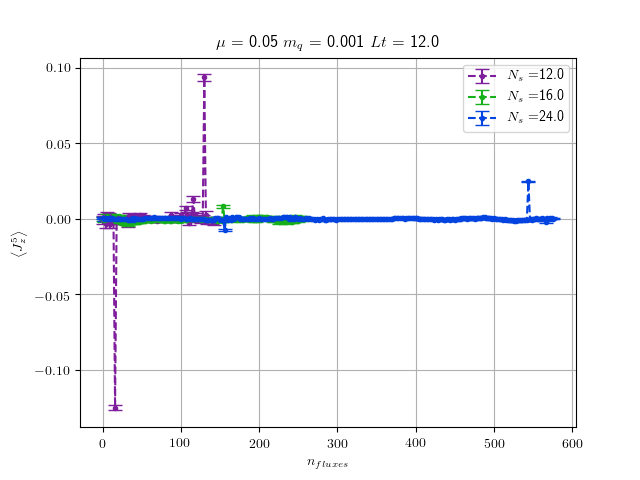 μ = 0.05 m_q = 0.001 Lt = 12.0
N_s =12.0
N_s =16.0
N_s =24.0
0.10
0.05
0.00
−0.05
−0.10
⟨J_z^5⟩
0 100 200 300 400 500 600
n_fluxes